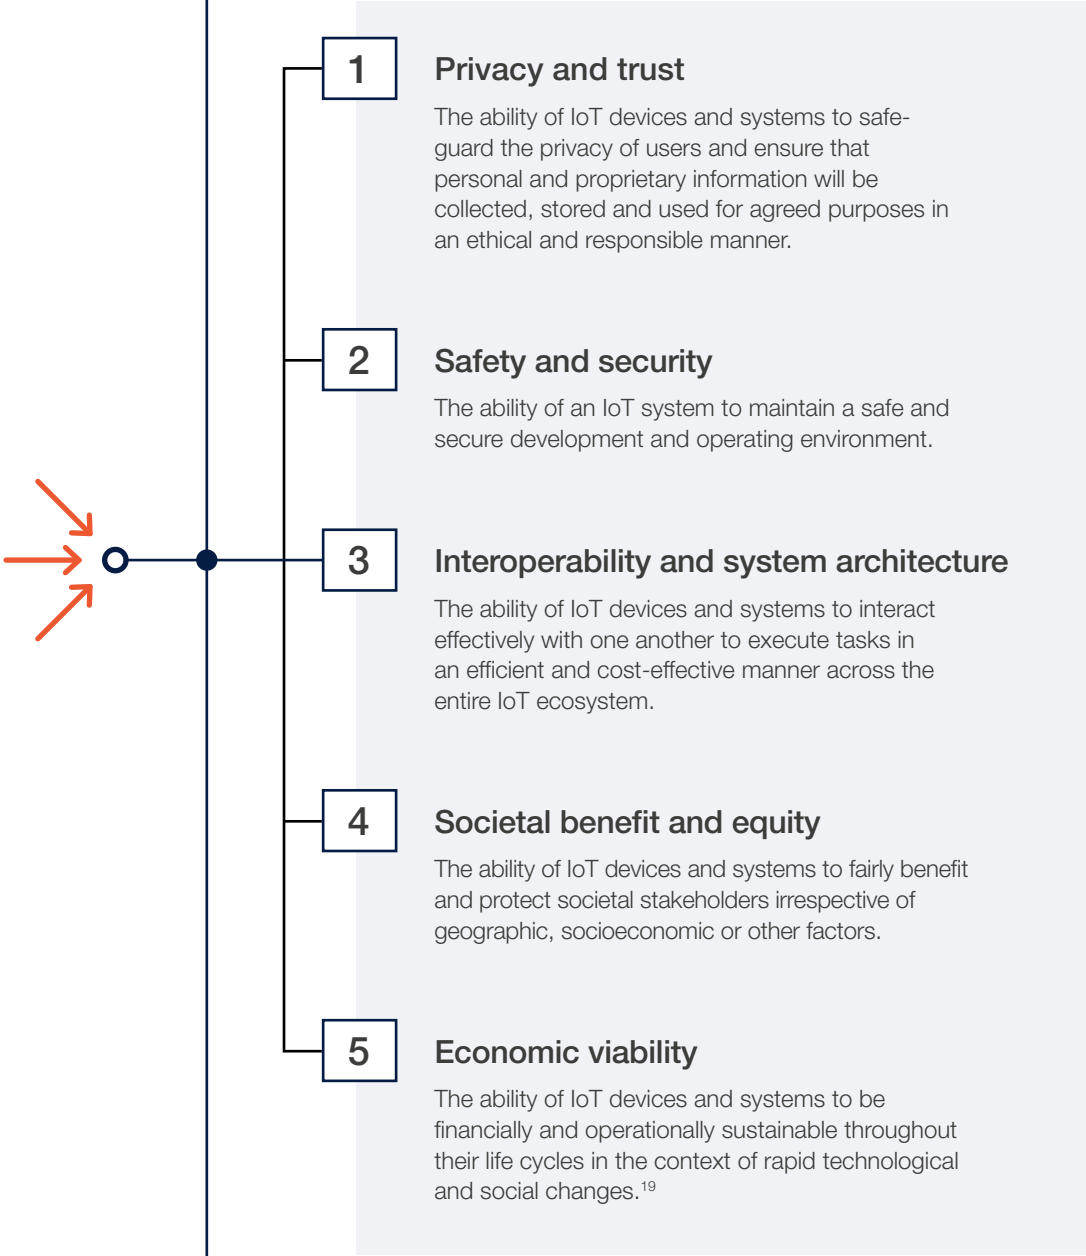 1
Privacy and trust
The ability of IoT devices and systems to safe-
guard the privacy of users and ensure that
personal and proprietary information will be
collected, stored and used for agreed purposes in
an ethical and responsible manner.
2
Safety and security
The ability of an IoT system to maintain a safe and
secure development and operating environment.
3
Interoperability and system architecture
The ability of IoT devices and systems to interact
effectively with one another to execute tasks in
an efficient and cost-effective manner across the
entire IoT ecosystem.
4
Societal benefit and equity
The ability of IoT devices and systems to fairly benefit
and protect societal stakeholders irrespective of
geographic, socioeconomic or other factors.
5
Economic viability
The ability of IoT devices and systems to be
financially and operationally sustainable throughout
their life cycles in the context of rapid technological
and social changes.¹⁹